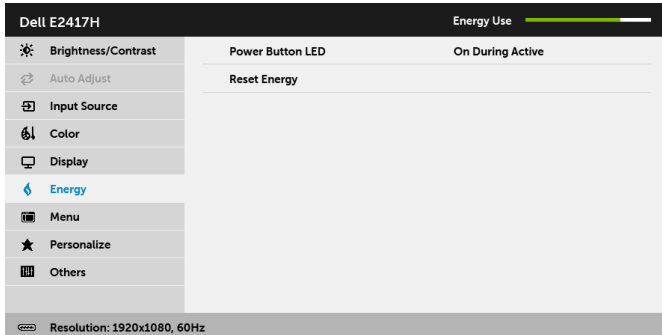 Dell E2417H Energy Use
Brightness/Contrast Power Button LED On During Active
Auto Adjust Reset Energy
Input Source
Color
Display
Energy
Menu
Personalize
Others
Resolution: 1920x1080, 60Hz